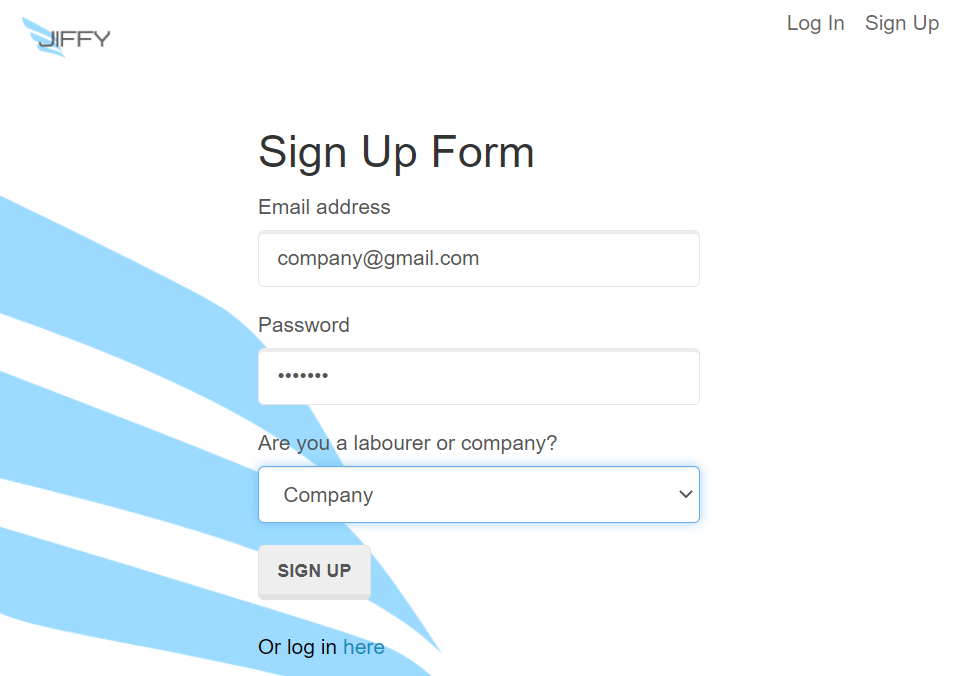 JIFFY
Log In Sign Up
Sign Up Form
Email address
company@gmail.com
Password
•••••••
Are you a labourer or company?
Company
SIGN UP
Or log in here